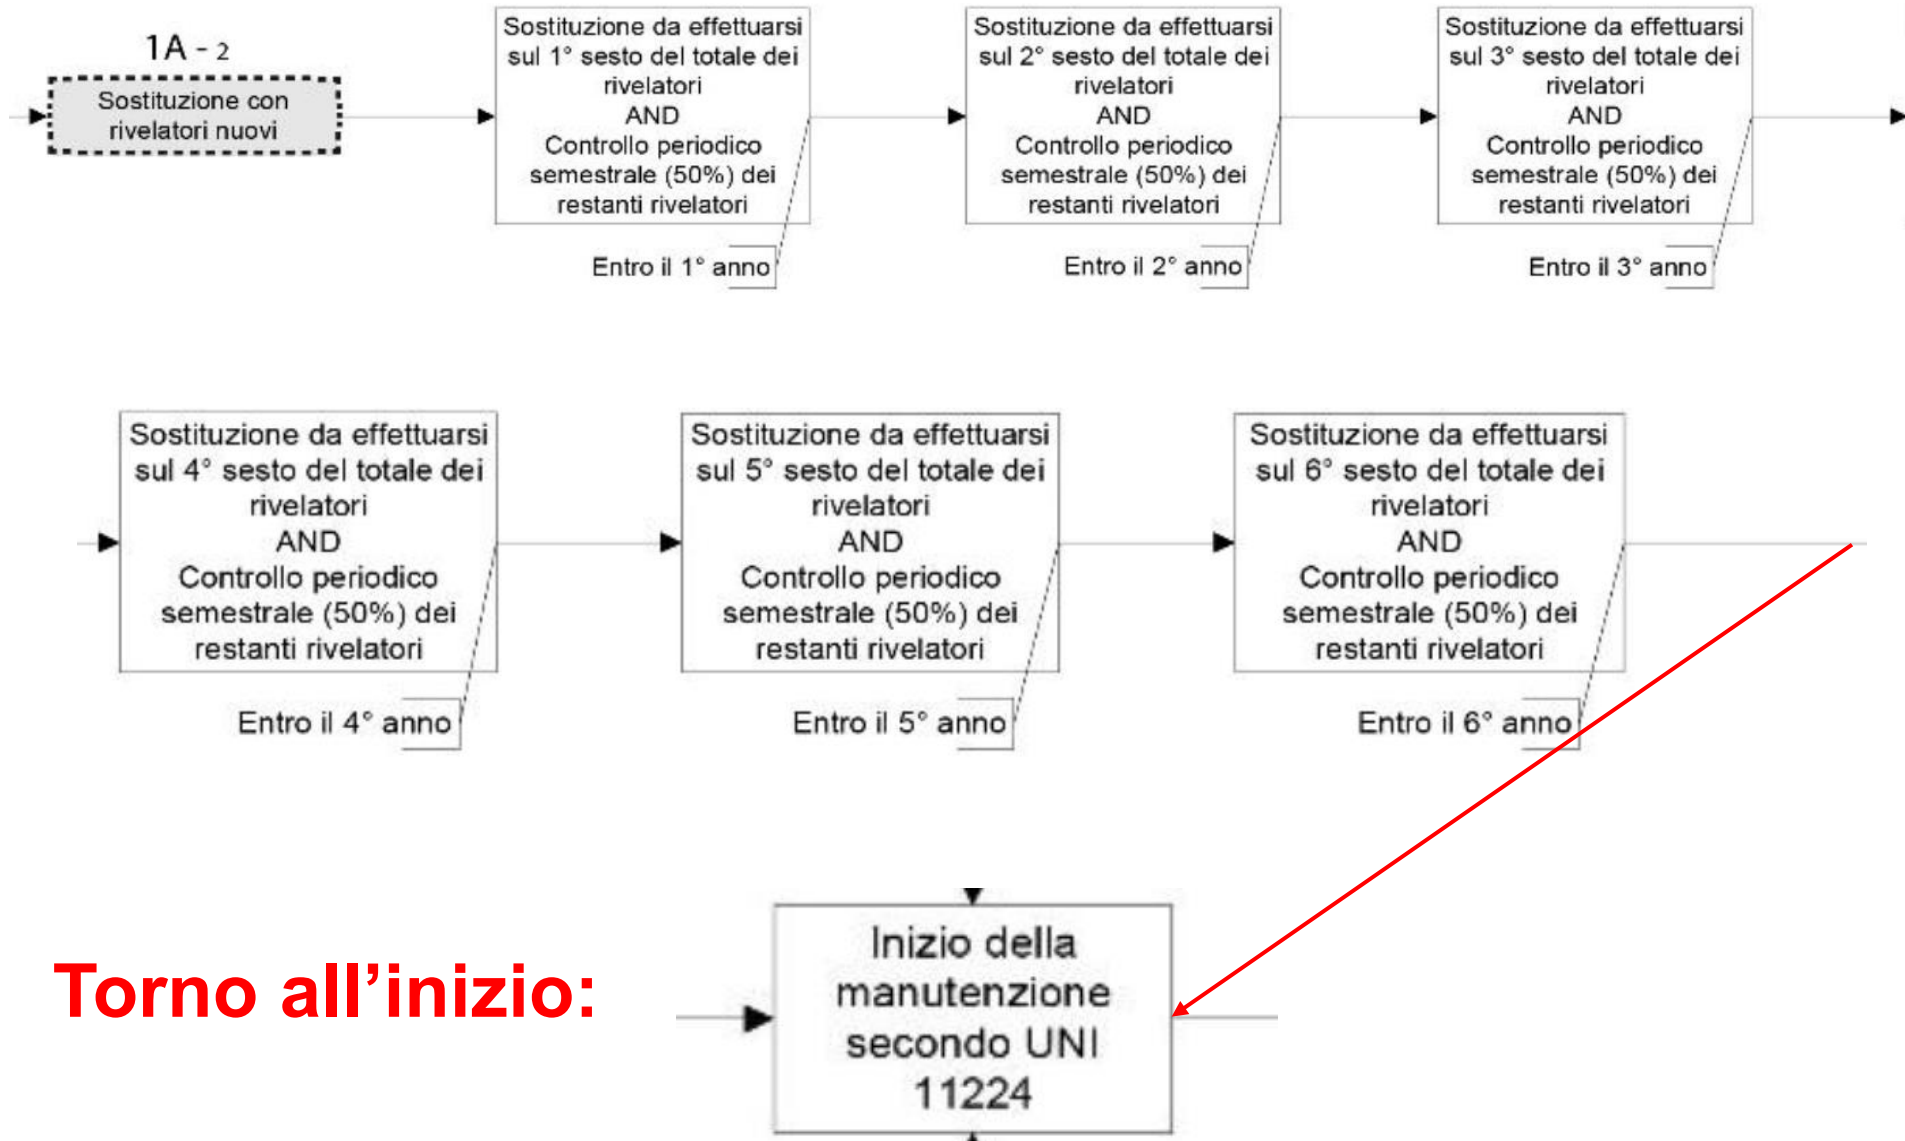 1A - 2
Sostituzione con
rivelatori nuovi
Sostituzione da effettuarsi
sul 1° sesto del totale dei
rivelatori
AND
Controllo periodico
semestrale (50%) dei
restanti rivelatori
Entro il 1° anno
Sostituzione da effettuarsi
sul 2° sesto del totale dei
rivelatori
AND
Controllo periodico
semestrale (50%) dei
restanti rivelatori
Entro il 2° anno
Sostituzione da effettuarsi
sul 3° sesto del totale dei
rivelatori
AND
Controllo periodico
semestrale (50%) dei
restanti rivelatori
Entro il 3° anno
Sostituzione da effettuarsi
sul 4° sesto del totale dei
rivelatori
AND
Controllo periodico
semestrale (50%) dei
restanti rivelatori
Entro il 4° anno
Sostituzione da effettuarsi
sul 5° sesto del totale dei
rivelatori
AND
Controllo periodico
semestrale (50%) dei
restanti rivelatori
Entro il 5° anno
Sostituzione da effettuarsi
sul 6° sesto del totale dei
rivelatori
AND
Controllo periodico
semestrale (50%) dei
restanti rivelatori
Entro il 6° anno
Torno all’inizio:
Inizio della
manutenzione
secondo UNI
11224